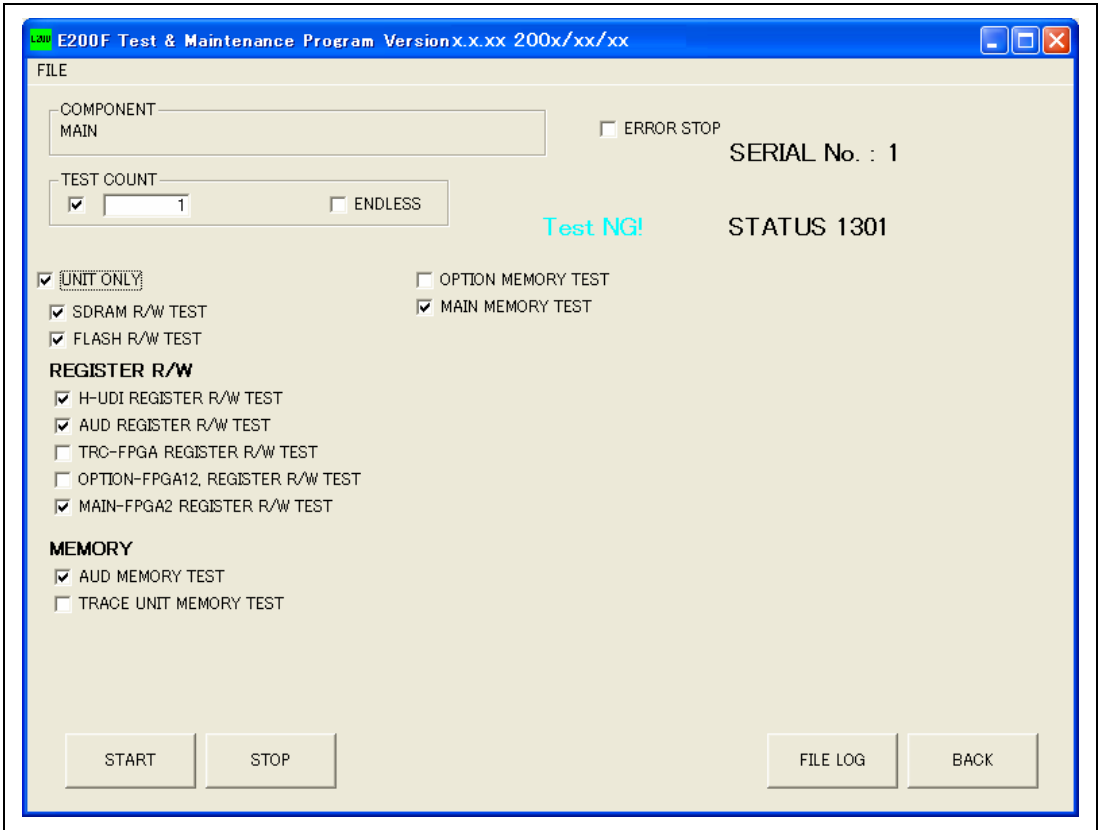 E200 E200F Test & Maintenance Program Version x.x.xx 200x/xx/xx
FILE
COMPONENT
MAIN
ERROR STOP
SERIAL No. : 1
TEST COUNT
1
ENDLESS
Test NG!
STATUS 1301
UNIT ONLY
OPTION MEMORY TEST
SDRAM R/W TEST
MAIN MEMORY TEST
FLASH R/W TEST
REGISTER R/W
H-UDI REGISTER R/W TEST
AUD REGISTER R/W TEST
TRC-FPGA REGISTER R/W TEST
OPTION-FPGA12, REGISTER R/W TEST
MAIN-FPGA2 REGISTER R/W TEST
MEMORY
AUD MEMORY TEST
TRACE UNIT MEMORY TEST
START
STOP
FILE LOG
BACK